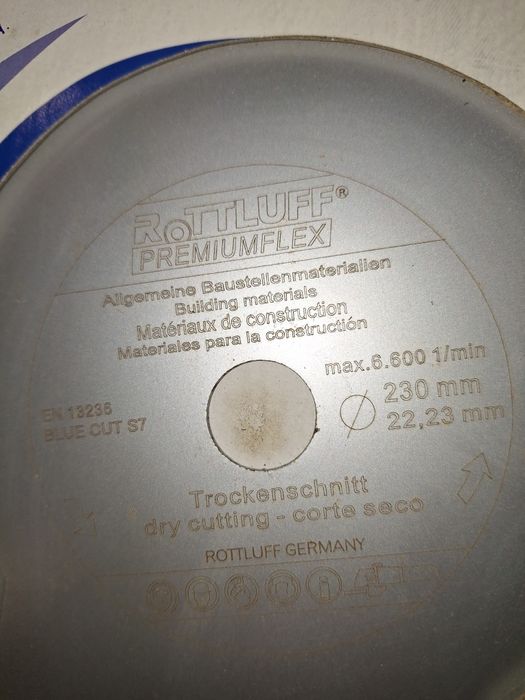 ROTTLUFF®
PREMIUMFLEX
Allgemeine Baustellenmaterialien
Building materials
Matériaux de construction
Materiales para la constructión
max.6.600 1/min
Ø 230 mm
22,23 mm
EN 13236
BLUE CUT S7
Trockenschnitt
dry cutting - corte seco
ROTTLUFF GERMANY